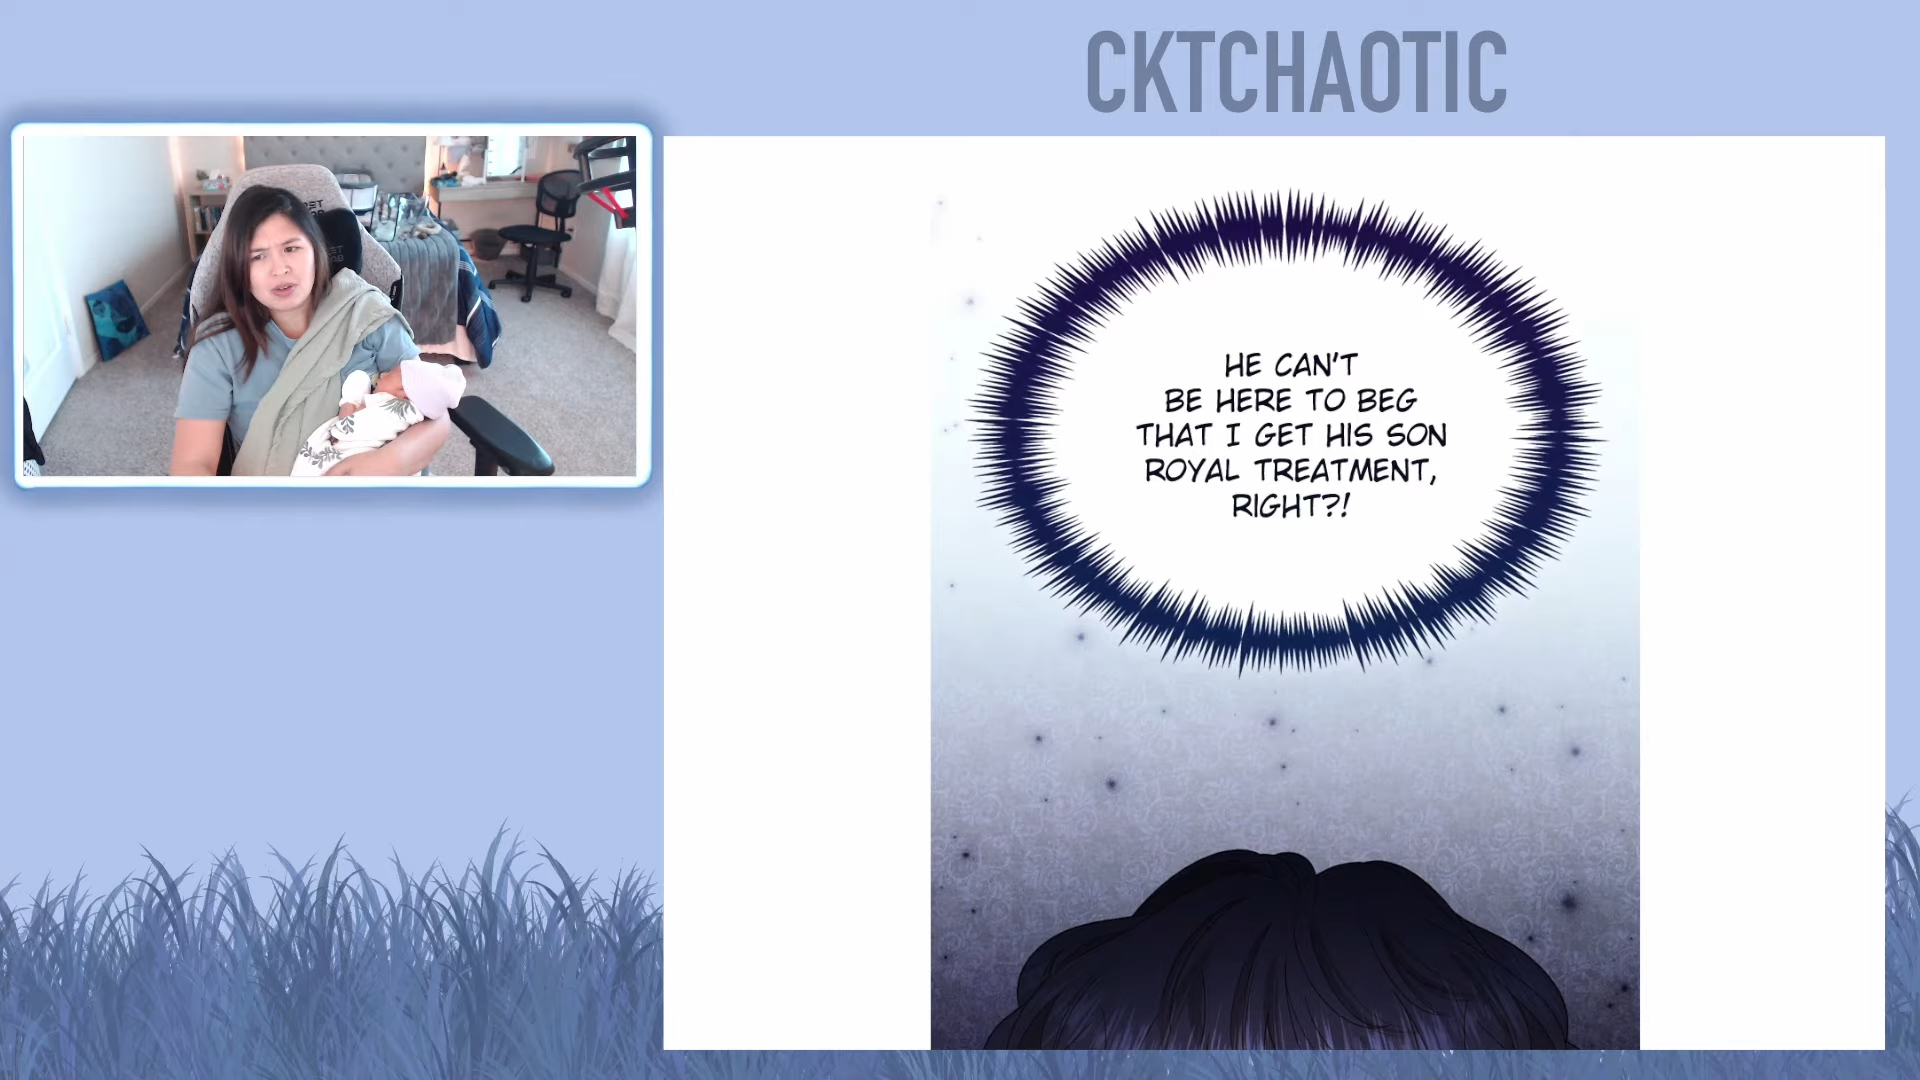 CKTCHAOTIC
HE CAN'T
BE HERE TO BEG
THAT I GET HIS SON
ROYAL TREATMENT,
RIGHT?!